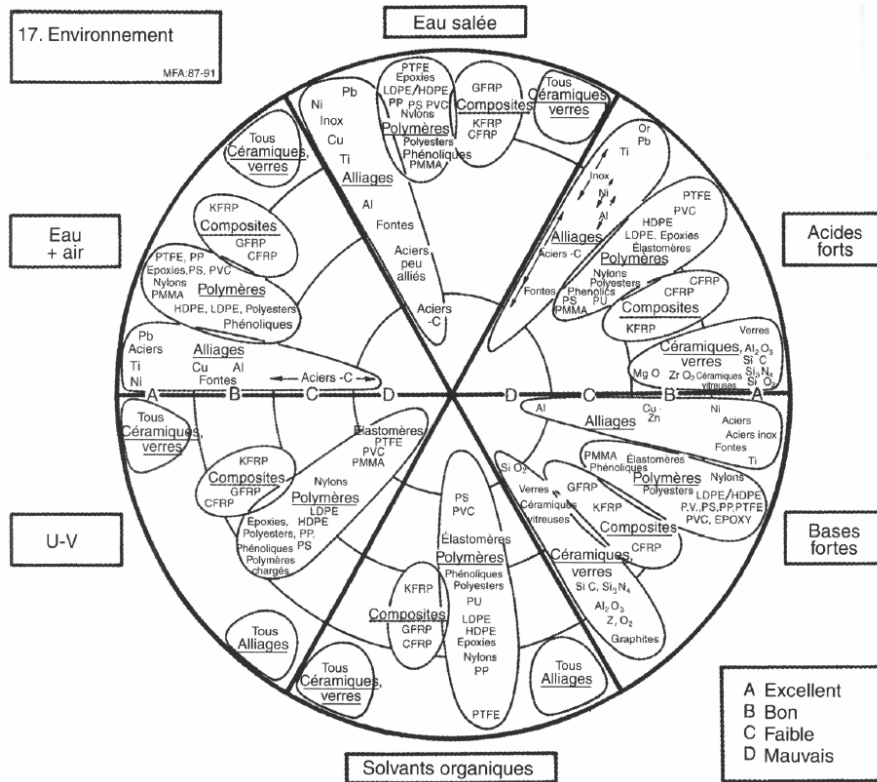 17. Environnement
MFA:87-91
Eau salée
Pb
Ni
Inox
Cu
Ti
Alliages
Al
Fontes
Aciers
peu
alliés
Aciers
-C
PTFE
Epoxies
LDPE/HDPE
PP PS PVC
Nylons
Polymères
Polyesters
Phénoliques
PMMA
GFRP
Composites
KFRP
CFRP
Tous
Céramiques,
verres
Acides
forts
Or
Pb
Ti
Inox
Ni
Al
Alliages
Aciers -C
Fontes
PTFE
PVC
HDPE
LDPE, Epoxies
Élastomères
Polymères
Nylons
Polyesters
Phenolics
PS PU
PMMA
CFRP
CFRP
Composites
KFRP
Verres
Céramiques, Al2O3
verres Si C
Mg O Zr O3 Céramiques Si3N4
vitreuses Si O2
D C B A
Bases
fortes
Al
Cu -
Zn
Alliages
Ni
Aciers
Aciers inox
Fontes
Ti
PMMA Élastomères
Phénoliques
Polymères
Nylons
Polyesters
LDPE/HDPE
P.V.,PS,PP,PTFE
PVC, EPOXY
GFRP
KFRP
Composites
CFRP
Si O2
Verres
Céramiques
vitreuses
Céramiques,
verres
Si C, Si3N4
Al2O3
Z, O2
Graphites
Solvants organiques
PS
PVC
Élastomères
Polymères
Phénoliques
Polyesters
PU
LDPE
HDPE
Epoxies
Nylons
PP
PTFE
KFRP
Composites
GFRP
CFRP
Tous
Céramiques,
verres
Tous
Alliages
U-V
Tous
Céramiques,
verres
KFRP
Composites
GFRP
CFRP
Élastomères
PTFE
PVC
PMMA
Nylons
Polymères
LDPE
Epoxies, HDPE
Polyesters, PP,
Phénoliques PS
Polymères
chargés
Tous
Alliages
Eau
+ air
Tous
Céramiques,
verres
KFRP
Composites
GFRP
CFRP
PTFE, PP
Epoxies,PS, PVC
Nylons
PMMA
Polymères
HDPE, LDPE, Polyesters
Phénoliques
Pb
Aciers
Ti
Ni
Alliages
Cu Al
Fontes
Aciers -C
A B C D
A Excellent
B Bon
C Faible
D Mauvais